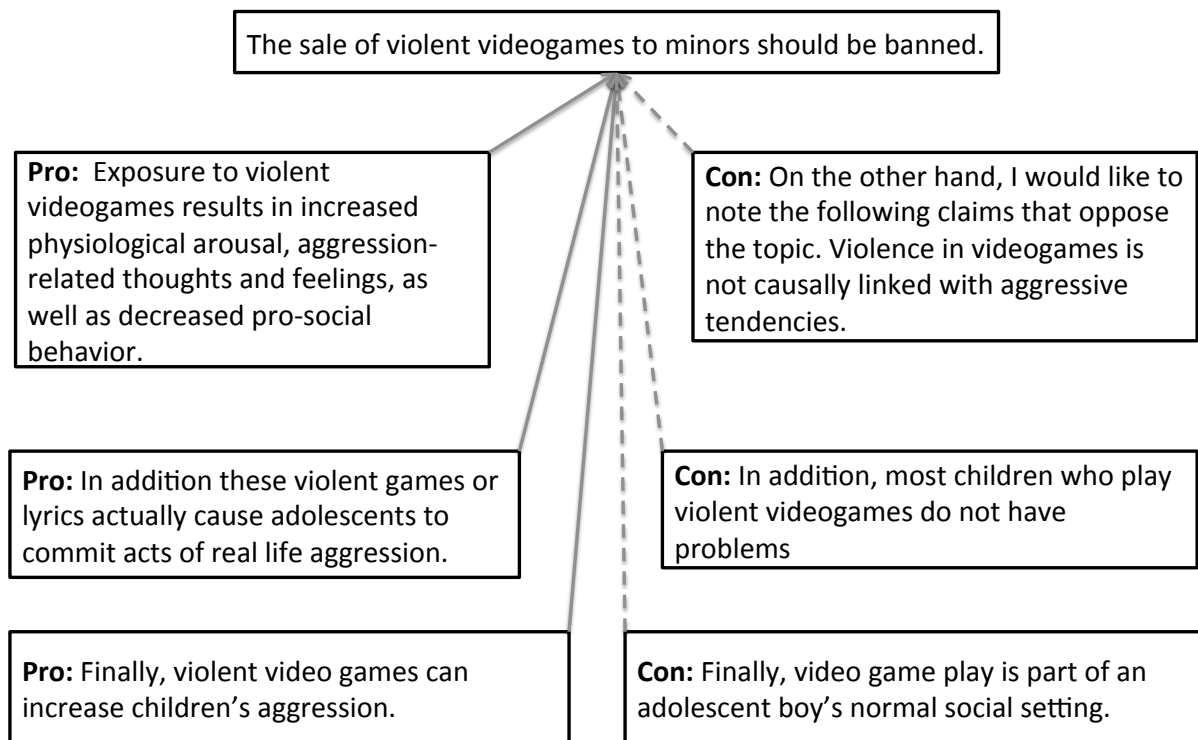 The sale of violent videogames to minors should be banned.
Pro:  Exposure to violent
videogames results in increased
physiological arousal, aggression-
related thoughts and feelings, as
well as decreased pro-social
behavior.
Con: On the other hand, I would like to
note the following claims that oppose
the topic. Violence in videogames is
not causally linked with aggressive
tendencies.
Pro: In addition these violent games or
lyrics actually cause adolescents to
commit acts of real life aggression.
Con: In addition, most children who play
violent videogames do not have
problems
Pro: Finally, violent video games can
increase children’s aggression.
Con: Finally, video game play is part of an
adolescent boy’s normal social setting.